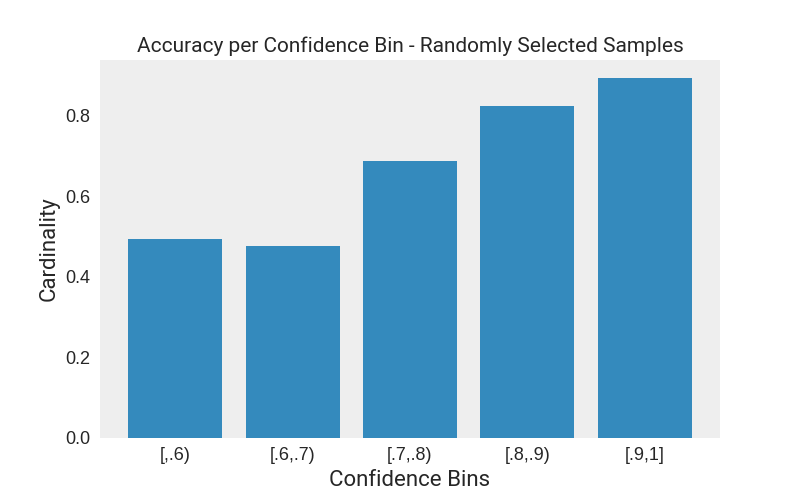 Accuracy per Confidence Bin - Randomly Selected Samples
Cardinality
0.8
0.6
0.4
0.2
0.0
[,.6) [.6,.7) [.7,.8) [.8,.9) [.9,1]
Confidence Bins